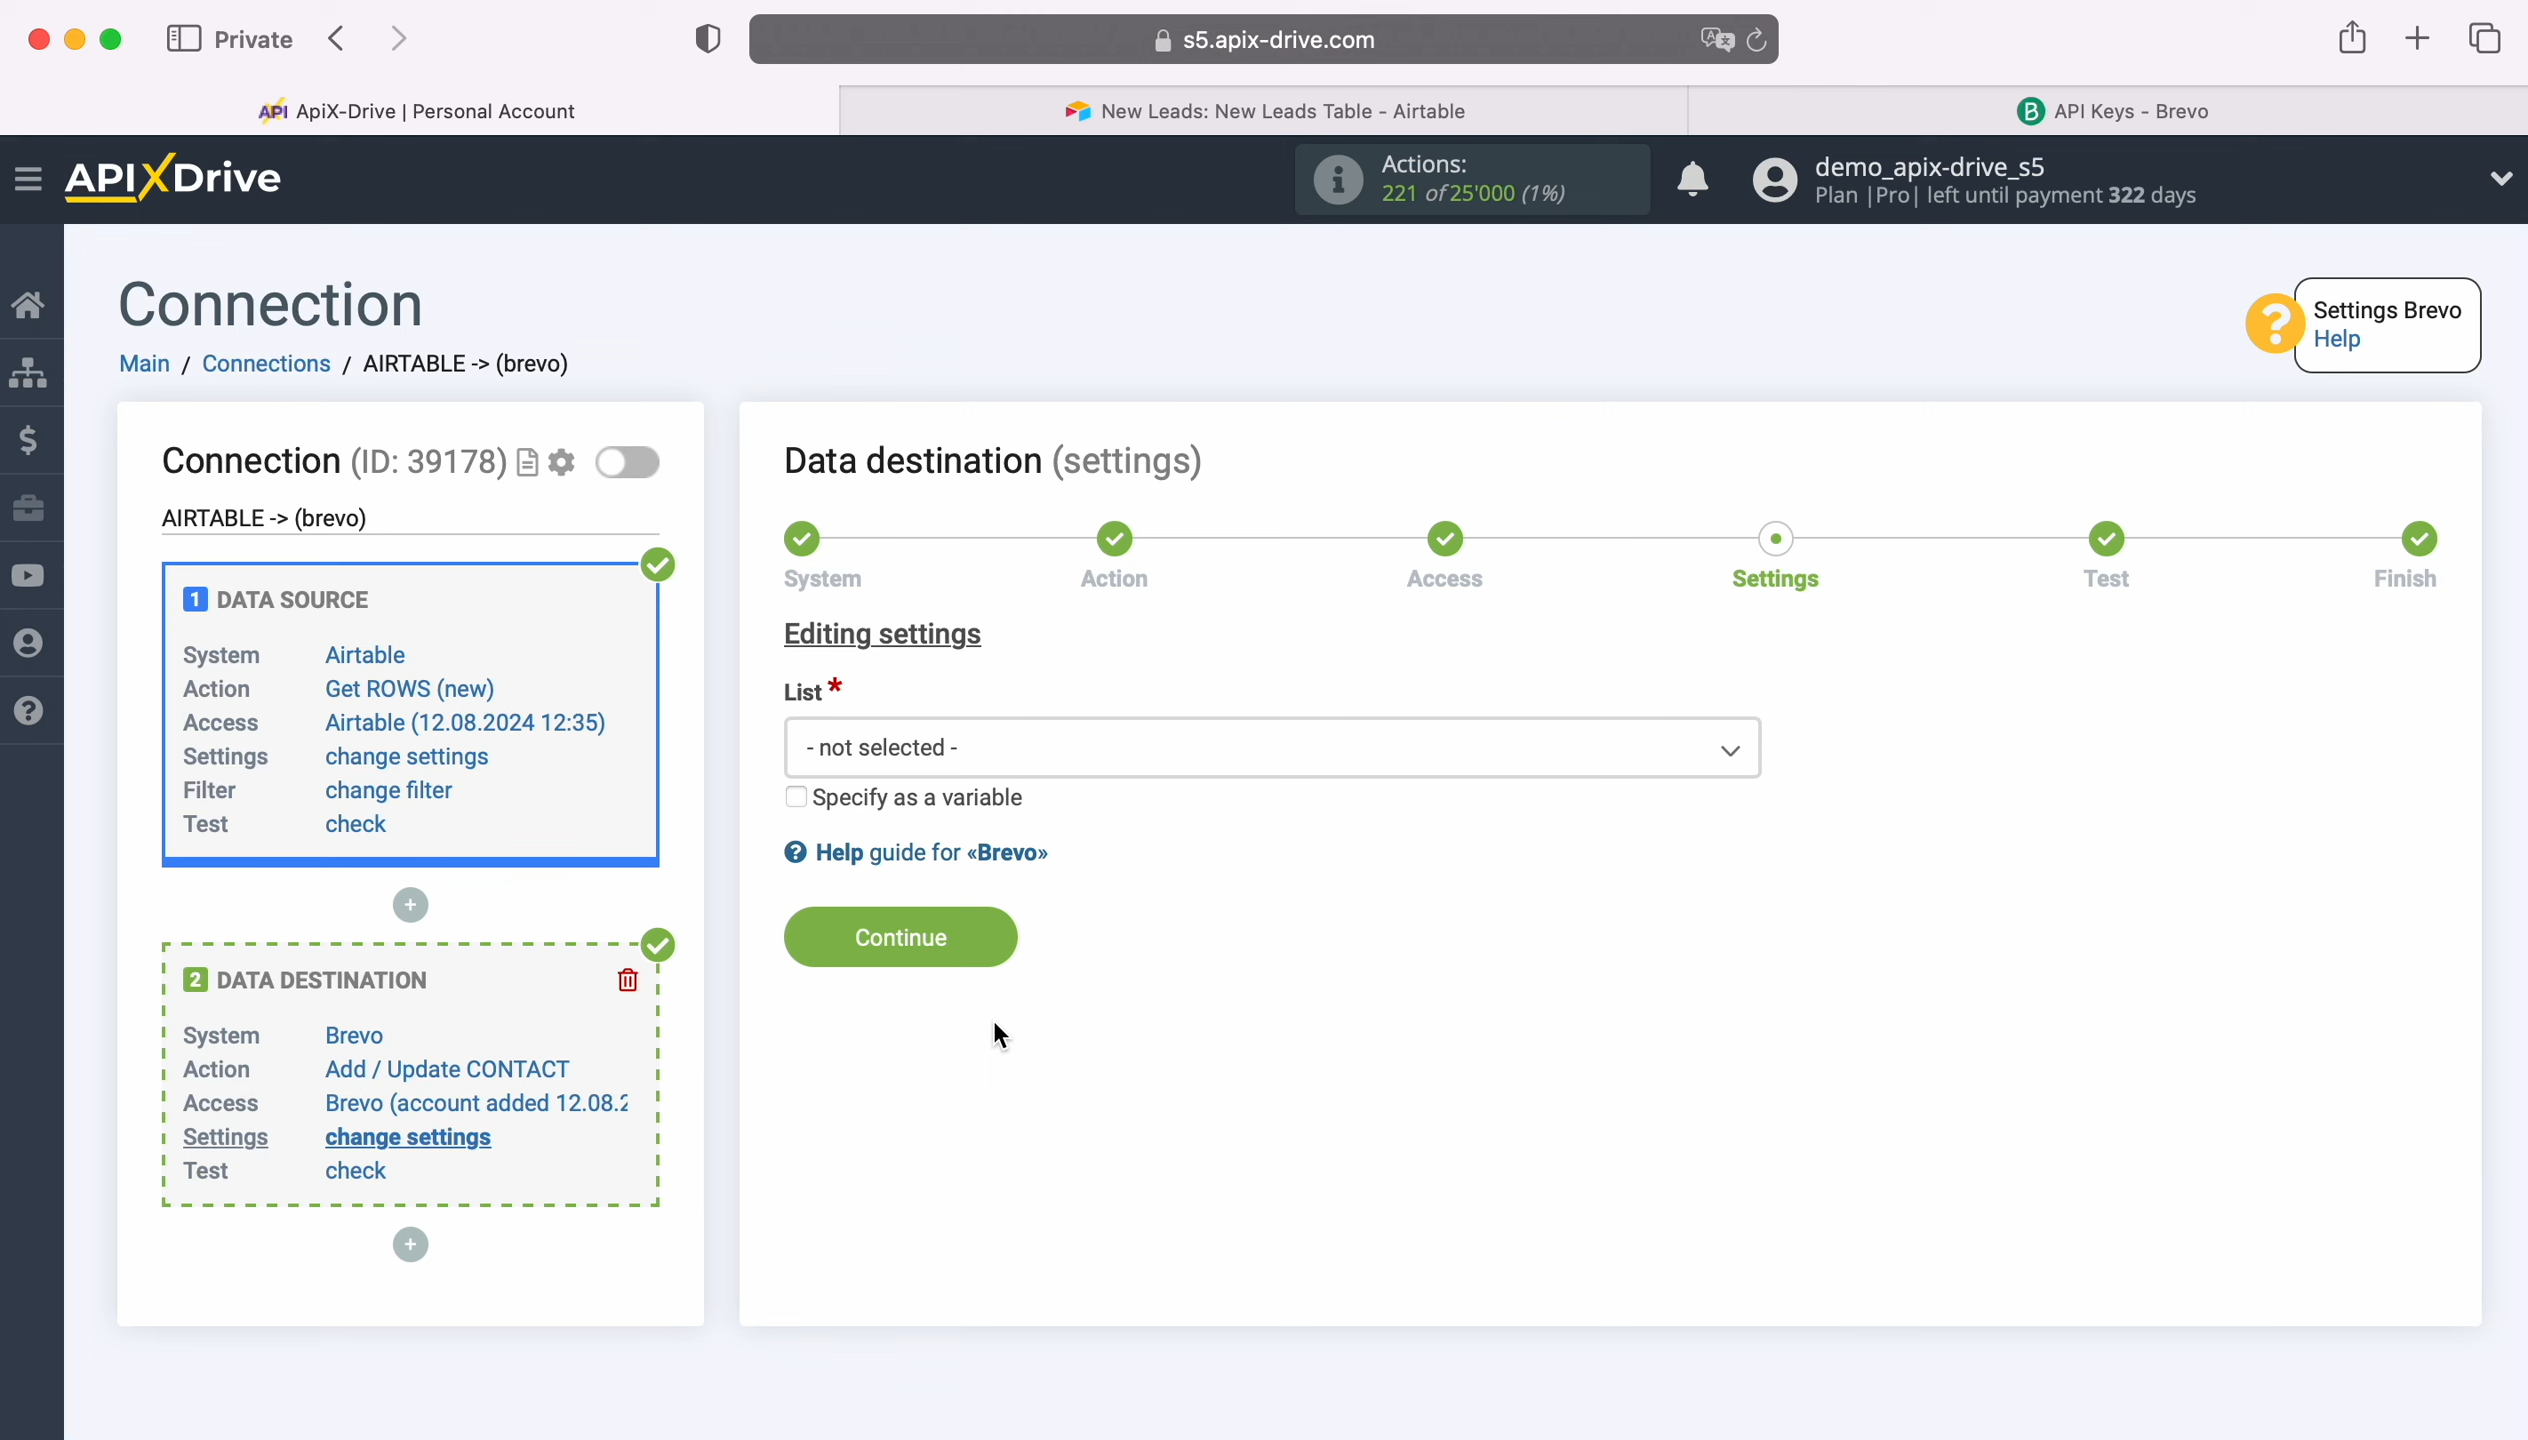 Private
s5.apix-drive.com
API ApiX-Drive | Personal Account
New Leads: New Leads Table - Airtable
B API Keys - Brevo
APIXDrive
Actions:
221 of 25'000 (1%)
demo_apix-drive_s5
Plan |Pro| left until payment 322 days
Connection
Main / Connections / AIRTABLE -> (brevo)
Settings Brevo
Help
Connection (ID: 39178)
AIRTABLE -> (brevo)
1 DATA SOURCE
System Airtable
Action Get ROWS (new)
Access Airtable (12.08.2024 12:35)
Settings change settings
Filter change filter
Test check
2 DATA DESTINATION
System Brevo
Action Add / Update CONTACT
Access Brevo (account added 12.08.2
Settings change settings
Test check
Data destination (settings)
System
Action
Access
Settings
Test
Finish
Editing settings
List *
- not selected -
Specify as a variable
Help guide for «Brevo»
Continue